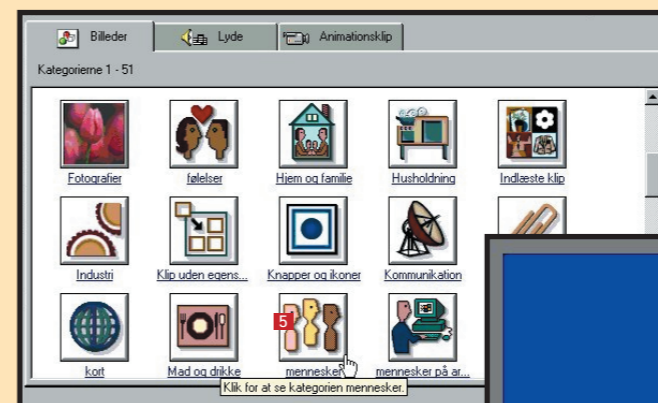 Billeder Lyde Animationsklip
Kategorierne 1 - 51
Fotografier følelser Hjem og familie Husholdning Indlæste klip
Industri Klip uden egens... Knapper og ikoner Kommunikation
5
kort Mad og drikke mennesker mennesker på ar...
Klik for at se kategorien mennesker.